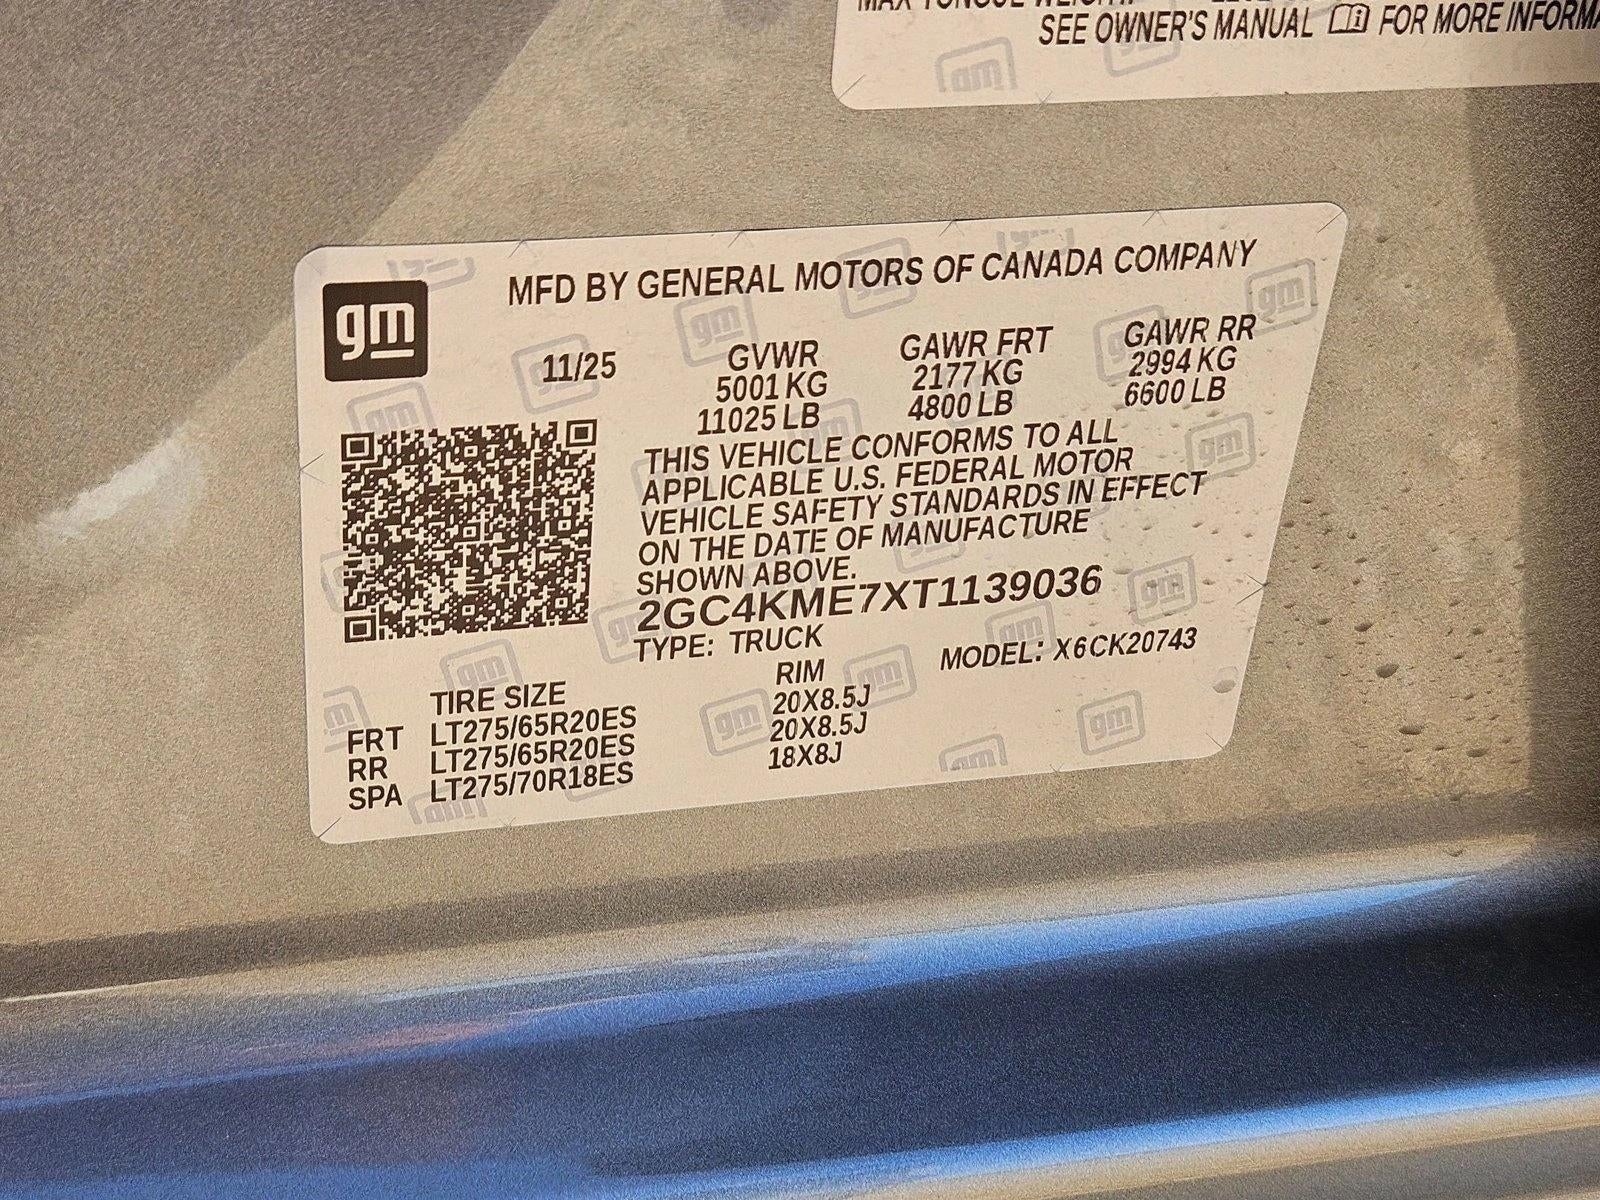 SEE OWNER'S MANUAL FOR MORE
gm
MFD BY GENERAL MOTORS OF CANADA COMPANY
11/25 GVWR GAWR FRT GAWR RR
5001 KG 2177 KG 2994 KG
11025 LB 4800 LB 6600 LB
THIS VEHICLE CONFORMS TO ALL
APPLICABLE U.S. FEDERAL MOTOR
VEHICLE SAFETY STANDARDS IN EFFECT
ON THE DATE OF MANUFACTURE
SHOWN ABOVE.
2GC4KME7XT1139036
TYPE: TRUCK MODEL: X6CK20743
TIRE SIZE RIM
FRT LT275/65R20ES 20X8.5J
RR LT275/65R20ES 20X8.5J
SPA LT275/70R18ES 18X8J